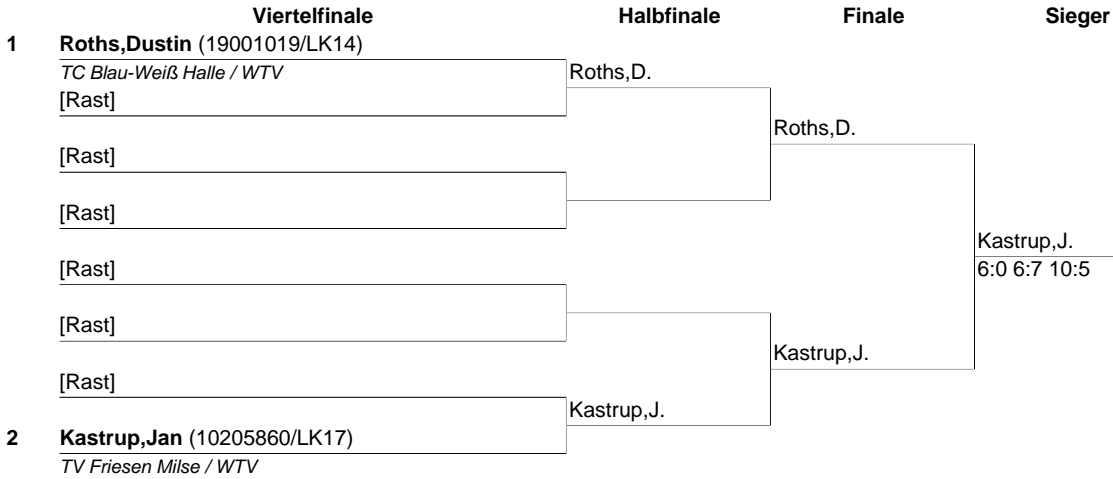 Viertelfinale Halbfinale Finale Sieger
1 Roths,Dustin (19001019/LK14)
TC Blau-Weiß Halle / WTV
Roths,D.
[Rast]
Roths,D.
[Rast]
[Rast]
Kastrup,J.
[Rast]
6:0 6:7 10:5
[Rast]
Kastrup,J.
[Rast]
Kastrup,J.
2 Kastrup,Jan (10205860/LK17)
TV Friesen Milse / WTV